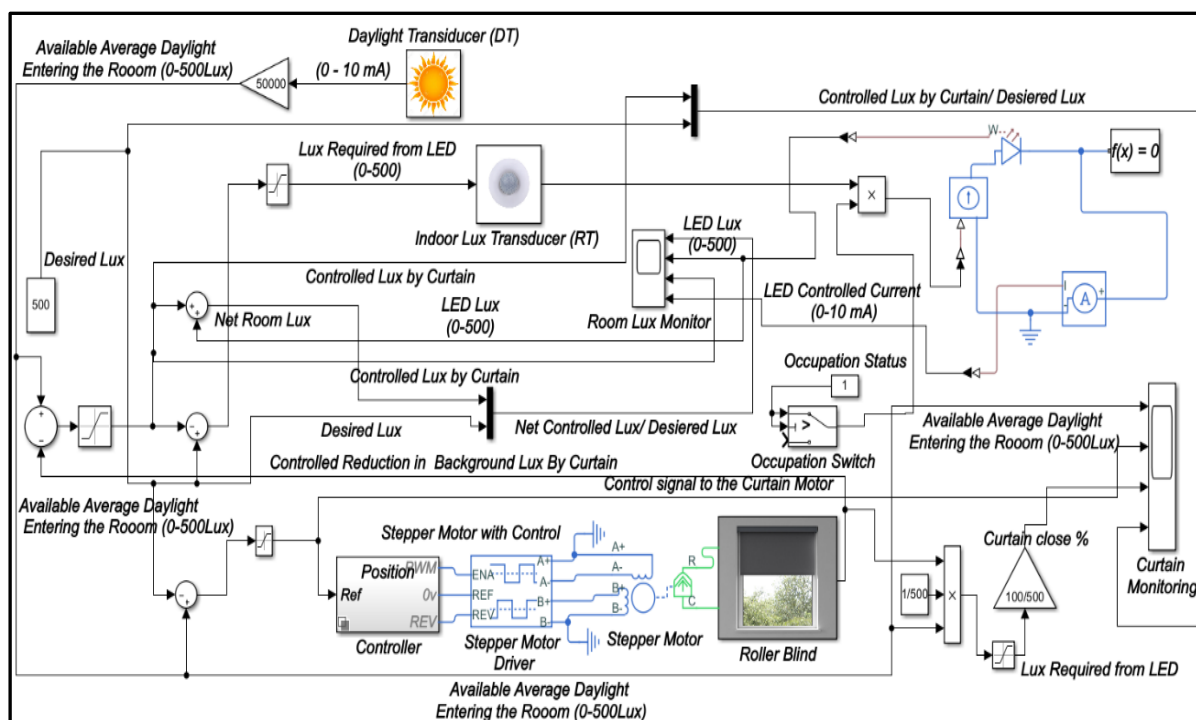 Available Average Daylight
Entering the Rooom (0-500Lux)
50000
Daylight Transiducer (DT)
(0 - 10 mA)
Controlled Lux by Curtain/ Desiered Lux
Lux Required from LED
(0-500)
Indoor Lux Transducer (RT)
X
W
f(x) = 0
Desired Lux
500
Controlled Lux by Curtain
LED Lux
(0-500)
Room Lux Monitor
LED Lux
(0-500)
Net Room Lux
LED Controlled Current
(0-10 mA)
I
A
+
-
Occupation Status
1
>
Occupation Switch
Controlled Lux by Curtain
Desired Lux
Net Controlled Lux/ Desiered Lux
Available Average Daylight
Entering the Rooom (0-500Lux)
Controlled Reduction in Background Lux By Curtain
Control signal to the Curtain Motor
Available Average Daylight
Entering the Rooom (0-500Lux)
Stepper Motor with Control
Position
Ref
PWM
0v
REV
Controller
ENA
REF
REV
A+
A-
B+
B-
Stepper Motor
Driver
A+
A-
B+
B-
Stepper Motor
R
C
Roller Blind
1/500
X
Curtain close %
100/500
Lux Required from LED
Curtain
Monitoring
Available Average Daylight
Entering the Rooom (0-500Lux)